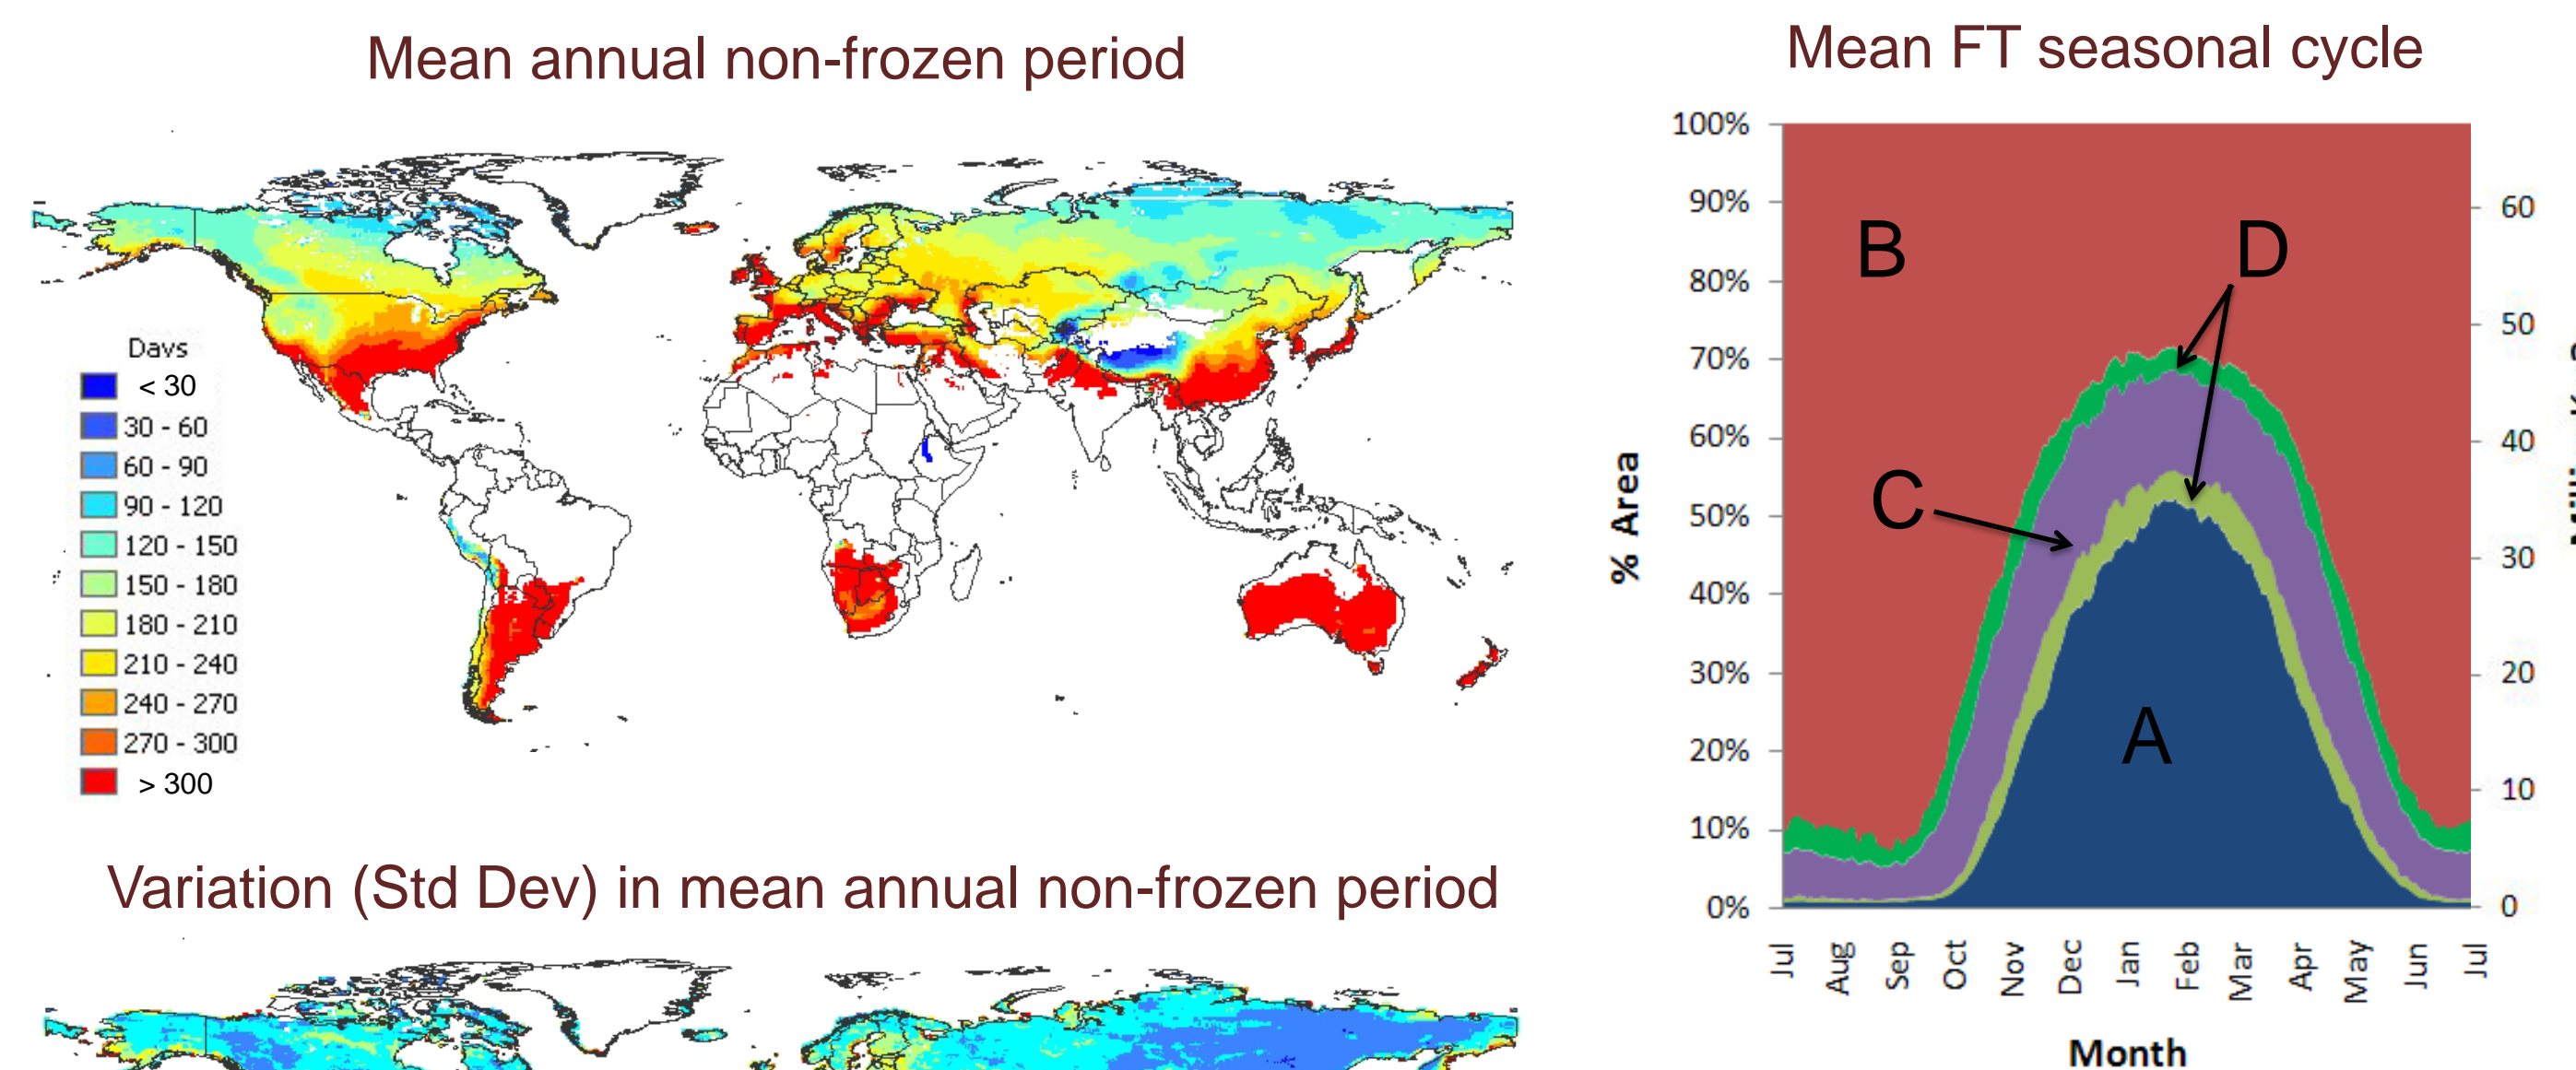 Mean annual non-frozen period
Mean FT seasonal cycle
Days
< 30
30 - 60
60 - 90
90 - 120
120 - 150
150 - 180
180 - 210
210 - 240
240 - 270
270 - 300
> 300
100%
90%
80%
70%
60%
50%
40%
30%
20%
10%
0%
% Area
B
D
C
A
60
50
40
30
20
10
0
Jul
Aug
Sep
Oct
Nov
Dec
Jan
Feb
Mar
Apr
May
Jun
Jul
Month
Variation (Std Dev) in mean annual non-frozen period